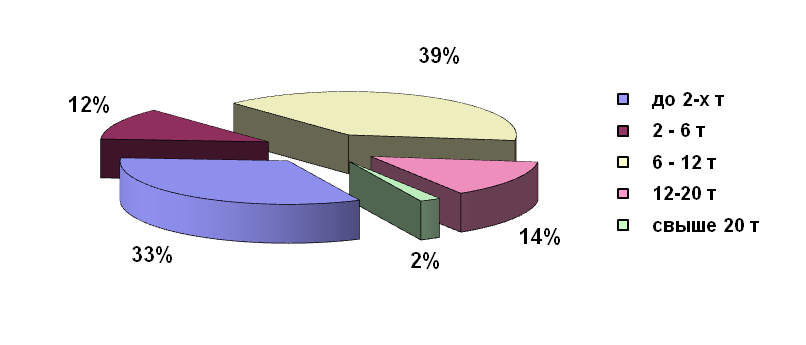 39%
12%
33%
2%
14%
до 2-х т
2 - 6 т
6 - 12 т
12-20 т
свыше 20 т